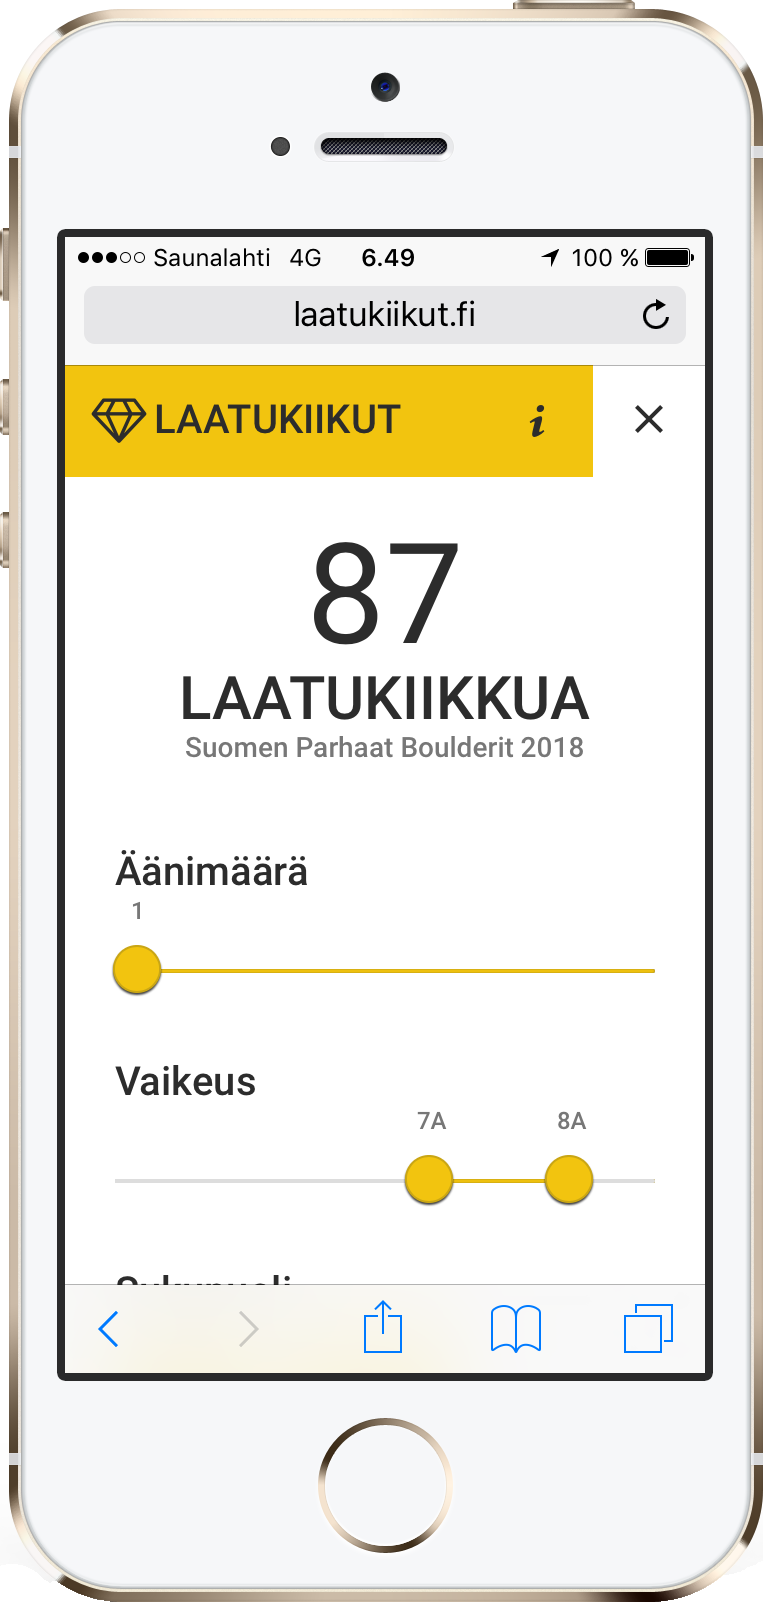 Saunalahti 4G 6.49 100 %
laatukiikut.fi
LAATUKIIKUT i
87
LAATUKIIKKUA
Suomen Parhaat Boulderit 2018
Äänimäärä
1
Vaikeus
7A 8A
Sukupuoli